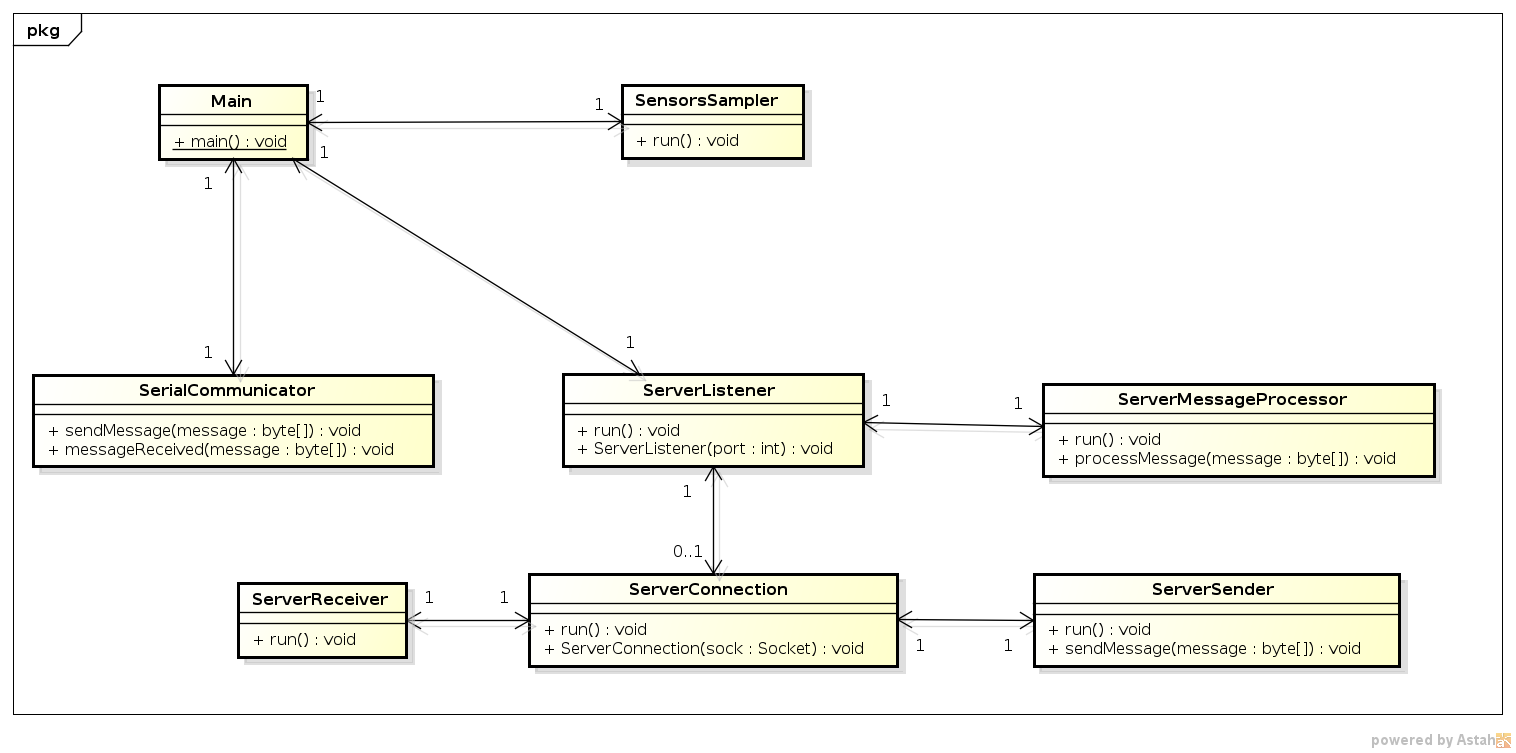 pkg
Main
+ main() : void
1
1
SensorsSampler
+ run() : void
1
1
1
1
SerialCommunicator
+ sendMessage(message : byte[]) : void
+ messageReceived(message : byte[]) : void
ServerListener
+ run() : void
+ ServerListener(port : int) : void
1
1
ServerMessageProcessor
+ run() : void
+ processMessage(message : byte[]) : void
1
0..1
ServerReceiver
+ run() : void
1
1
ServerConnection
+ run() : void
+ ServerConnection(sock : Socket) : void
1
1
ServerSender
+ run() : void
+ sendMessage(message : byte[]) : void
powered by Astah